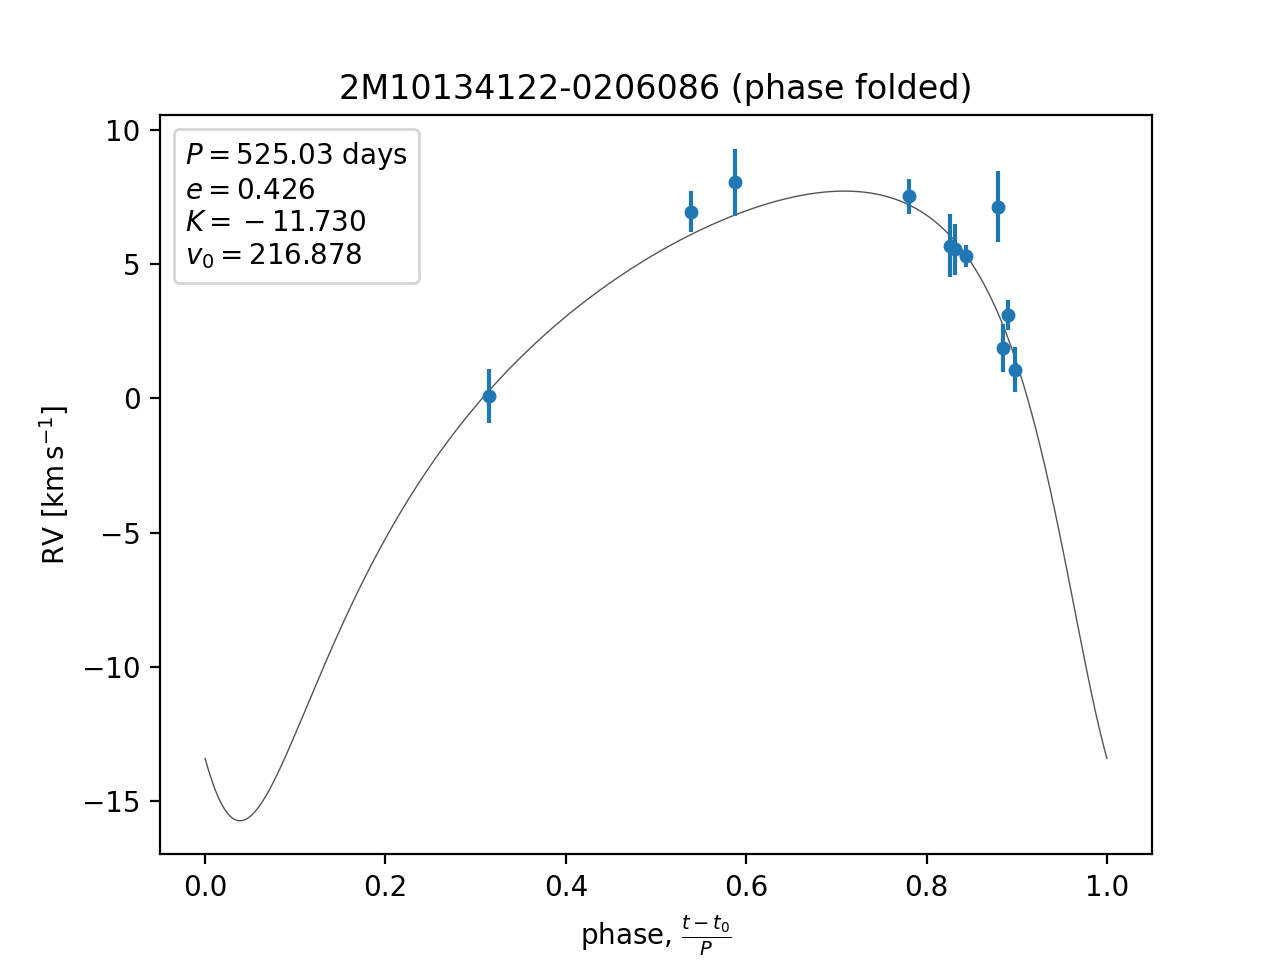 2M10134122-0206086 (phase folded)
P = 525.03 days
e = 0.426
K = −11.730
v₀ = 216.878
RV [km s⁻¹]
10
5
0
−5
−10
−15
0.0 0.2 0.4 0.6 0.8 1.0
phase, (t − t₀)/P